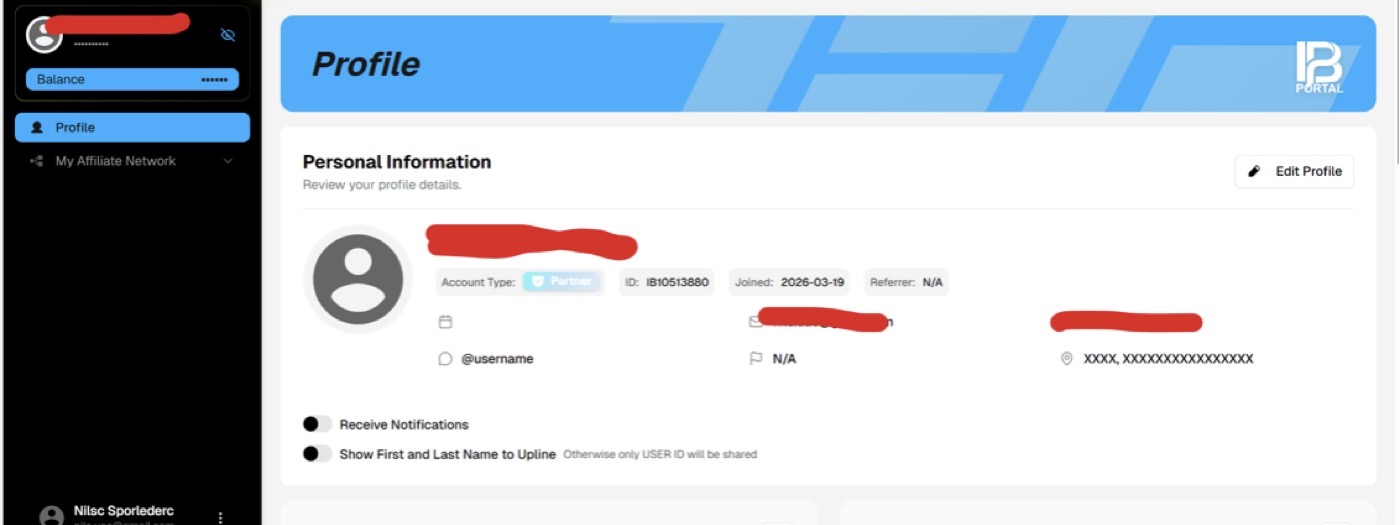 Balance
Profile
My Affiliate Network
Profile
IB
PORTAL
Personal Information
Review your profile details.
Edit Profile
Account Type: Partner
ID: IB10513880
Joined: 2026-03-19
Referrer: N/A
@username
N/A
XXXX, XXXXXXXXXXXXXXXXX
Receive Notifications
Show First and Last Name to Upline Otherwise only USER ID will be shared
Nilsc Sporlederc